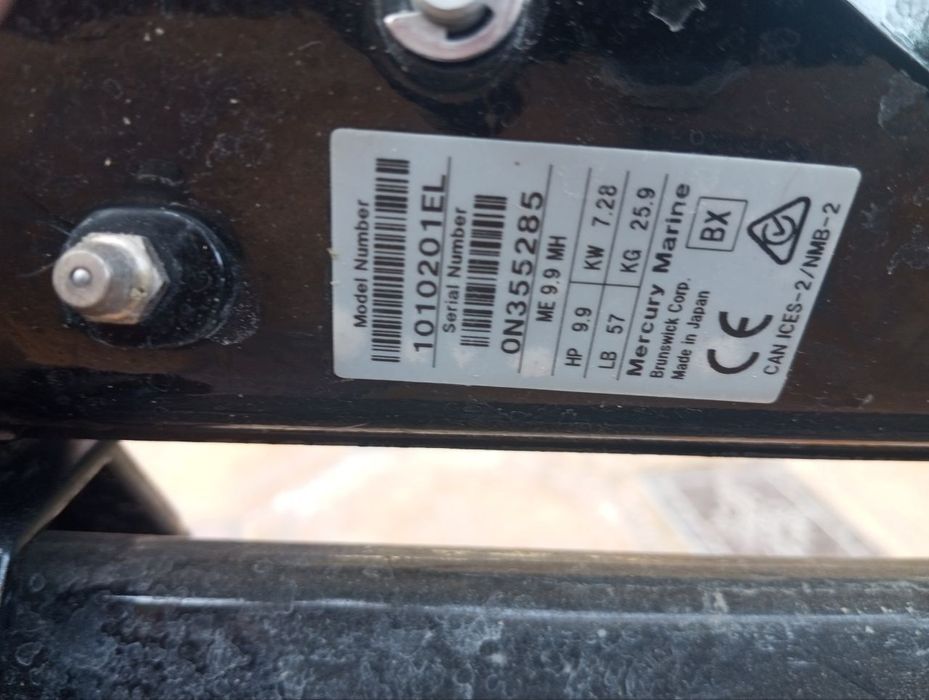 Model Number
1010201EL
Serial Number
0N355285
ME 9.9 MH
HP 9.9 KW 7.28
LB 57 KG 25.9
Mercury Marine
Brunswick Corp.
Made in Japan
BX
CE
CAN ICES-2/NMB-2